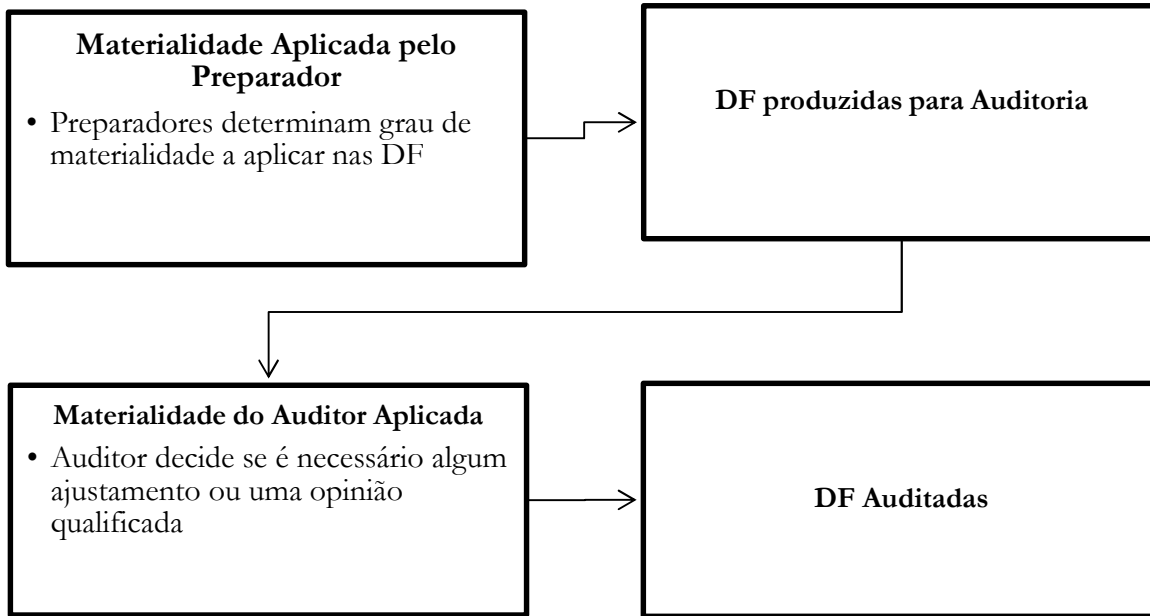 Materialidade Aplicada pelo
Preparador
• Preparadores determinam grau de
materialidade a aplicar nas DF
DF produzidas para Auditoria
Materialidade do Auditor Aplicada
• Auditor decide se é necessário algum
ajustamento ou uma opinião
qualificada
DF Auditadas